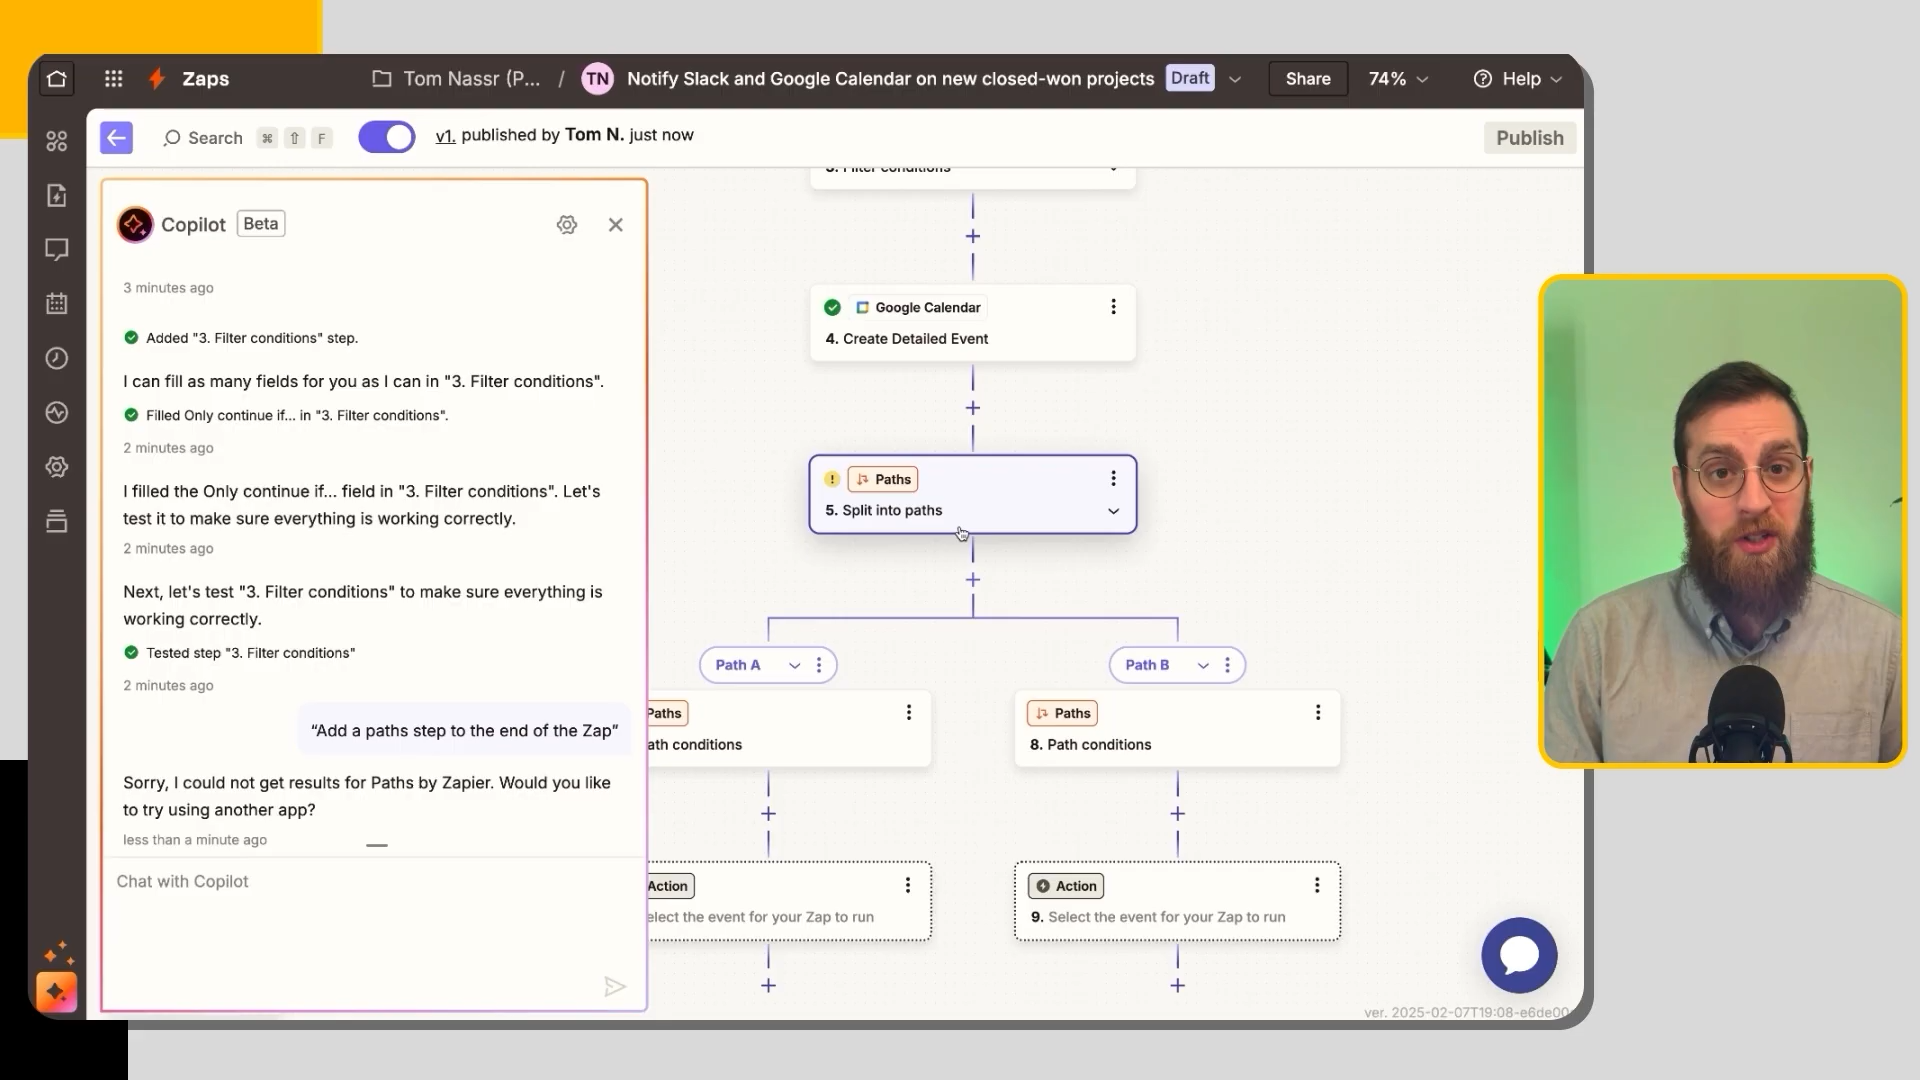 Zaps
Tom Nassr (P... / TN Notify Slack and Google Calendar on new closed-won projects Draft
Share
74%
Help
Search ⌘ ⇧ F
v1. published by Tom N. just now
Publish
Copilot Beta
3 minutes ago
Added "3. Filter conditions" step.
I can fill as many fields for you as I can in "3. Filter conditions".
Filled Only continue if... in "3. Filter conditions".
2 minutes ago
I filled the Only continue if... field in "3. Filter conditions". Let's
test it to make sure everything is working correctly.
2 minutes ago
Next, let's test "3. Filter conditions" to make sure everything is
working correctly.
Tested step "3. Filter conditions"
2 minutes ago
“Add a paths step to the end of the Zap”
Sorry, I could not get results for Paths by Zapier. Would you like
to try using another app?
less than a minute ago
Chat with Copilot
3. Filter conditions
Google Calendar
4. Create Detailed Event
Paths
5. Split into paths
Path A
Paths
ath conditions
Action
elect the event for your Zap to run
Path B
Paths
8. Path conditions
Action
9. Select the event for your Zap to run
ver. 2025-02-07T19:08-e6de00